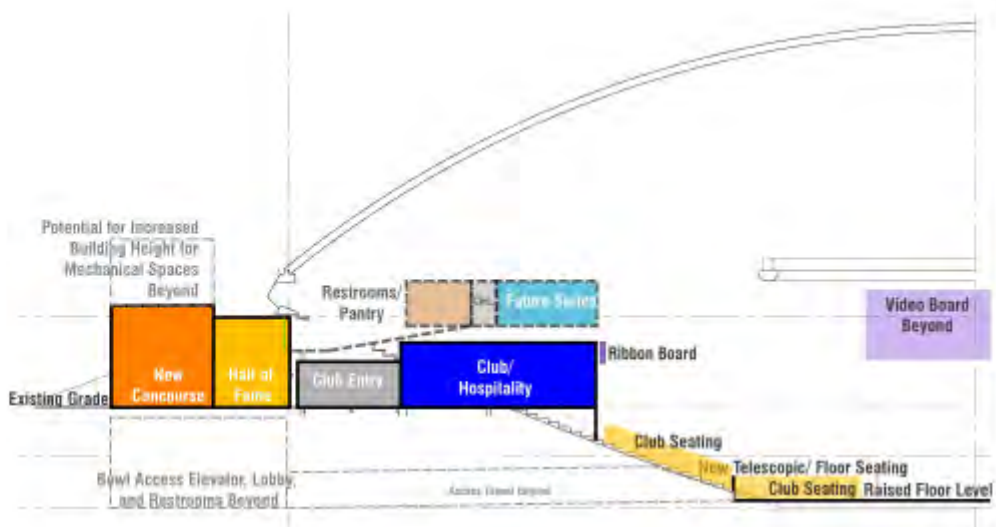 Potential for Increased
Building Height for
Mechanical Spaces
Beyond
Restrooms/
Pantry
Future Suites
Video Board
Beyond
New
Concourse
Hall of
Fame
Club Entry
Club/
Hospitality
Ribbon Board
Existing Grade
Club Seating
New Telescopic/ Floor Seating
Club Seating
Raised Floor Level
Bowl Access Elevator, Lobby,
and Restrooms Beyond
Access Tunnel Beyond